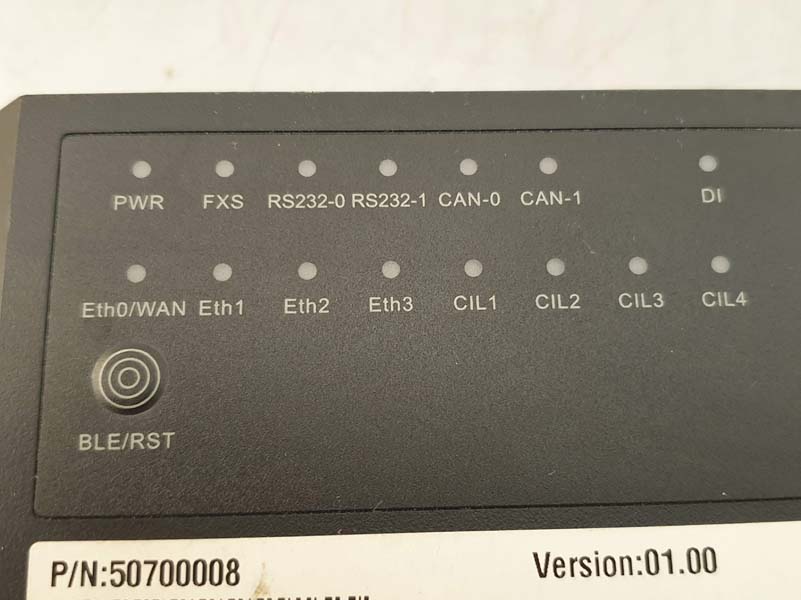 PWR FXS RS232-0 RS232-1 CAN-0 CAN-1 DI
Eth0/WAN Eth1 Eth2 Eth3 CIL1 CIL2 CIL3 CIL4
BLE/RST
P/N:50700008 Version:01.00